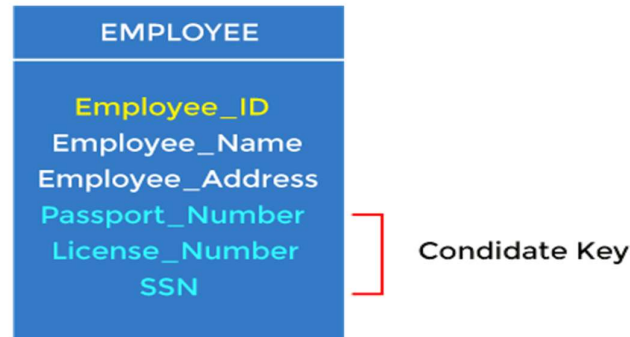 EMPLOYEE
Employee_ID
Employee_Name
Employee_Address
Passport_Number
License_Number
SSN
Condidate Key